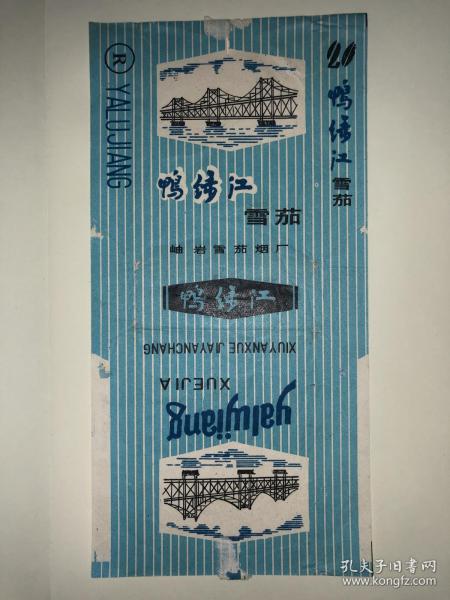 ® YALUJIANG
鸭绿江
雪茄
岫岩雪茄烟厂
鸭绿江
XIUYANXUE JIAYANCHANG
XUEJIA
yalujiang
20
鸭绿江
雪茄
孔夫子旧书网
www.kongfz.com